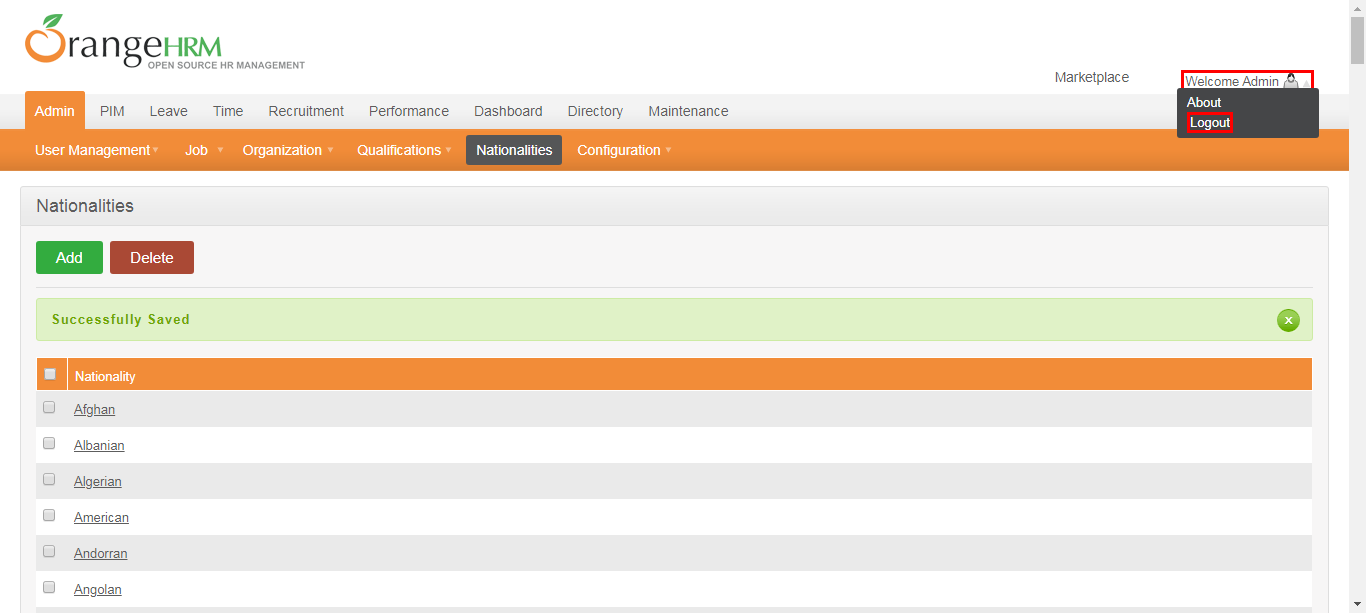 OrangeHRM
OPEN SOURCE HR MANAGEMENT
Marketplace
Welcome Admin
About
Logout
Admin PIM Leave Time Recruitment Performance Dashboard Directory Maintenance
User Management Job Organization Qualifications Nationalities Configuration
Nationalities
Add Delete
Successfully Saved
Nationality
Afghan
Albanian
Algerian
American
Andorran
Angolan